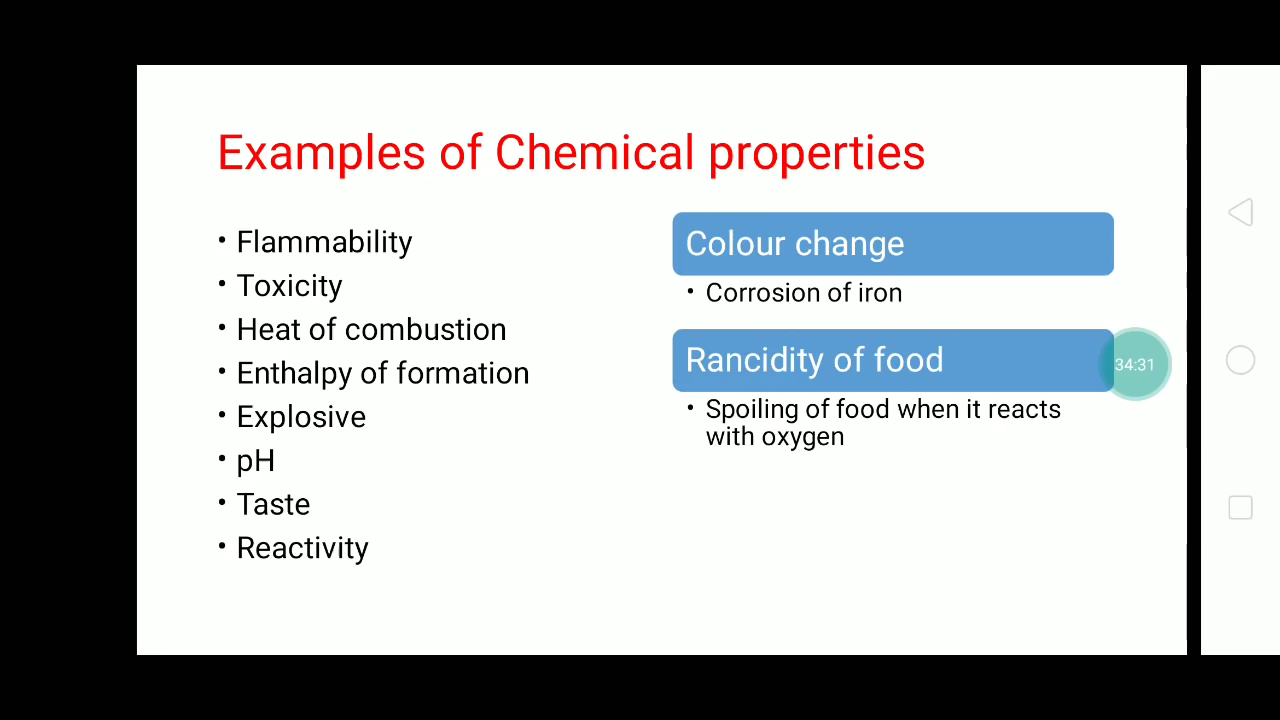 Examples of Chemical properties
• Flammability
• Toxicity
• Heat of combustion
• Enthalpy of formation
• Explosive
• pH
• Taste
• Reactivity
Colour change
• Corrosion of iron
Rancidity of food
• Spoiling of food when it reacts
with oxygen
34:31